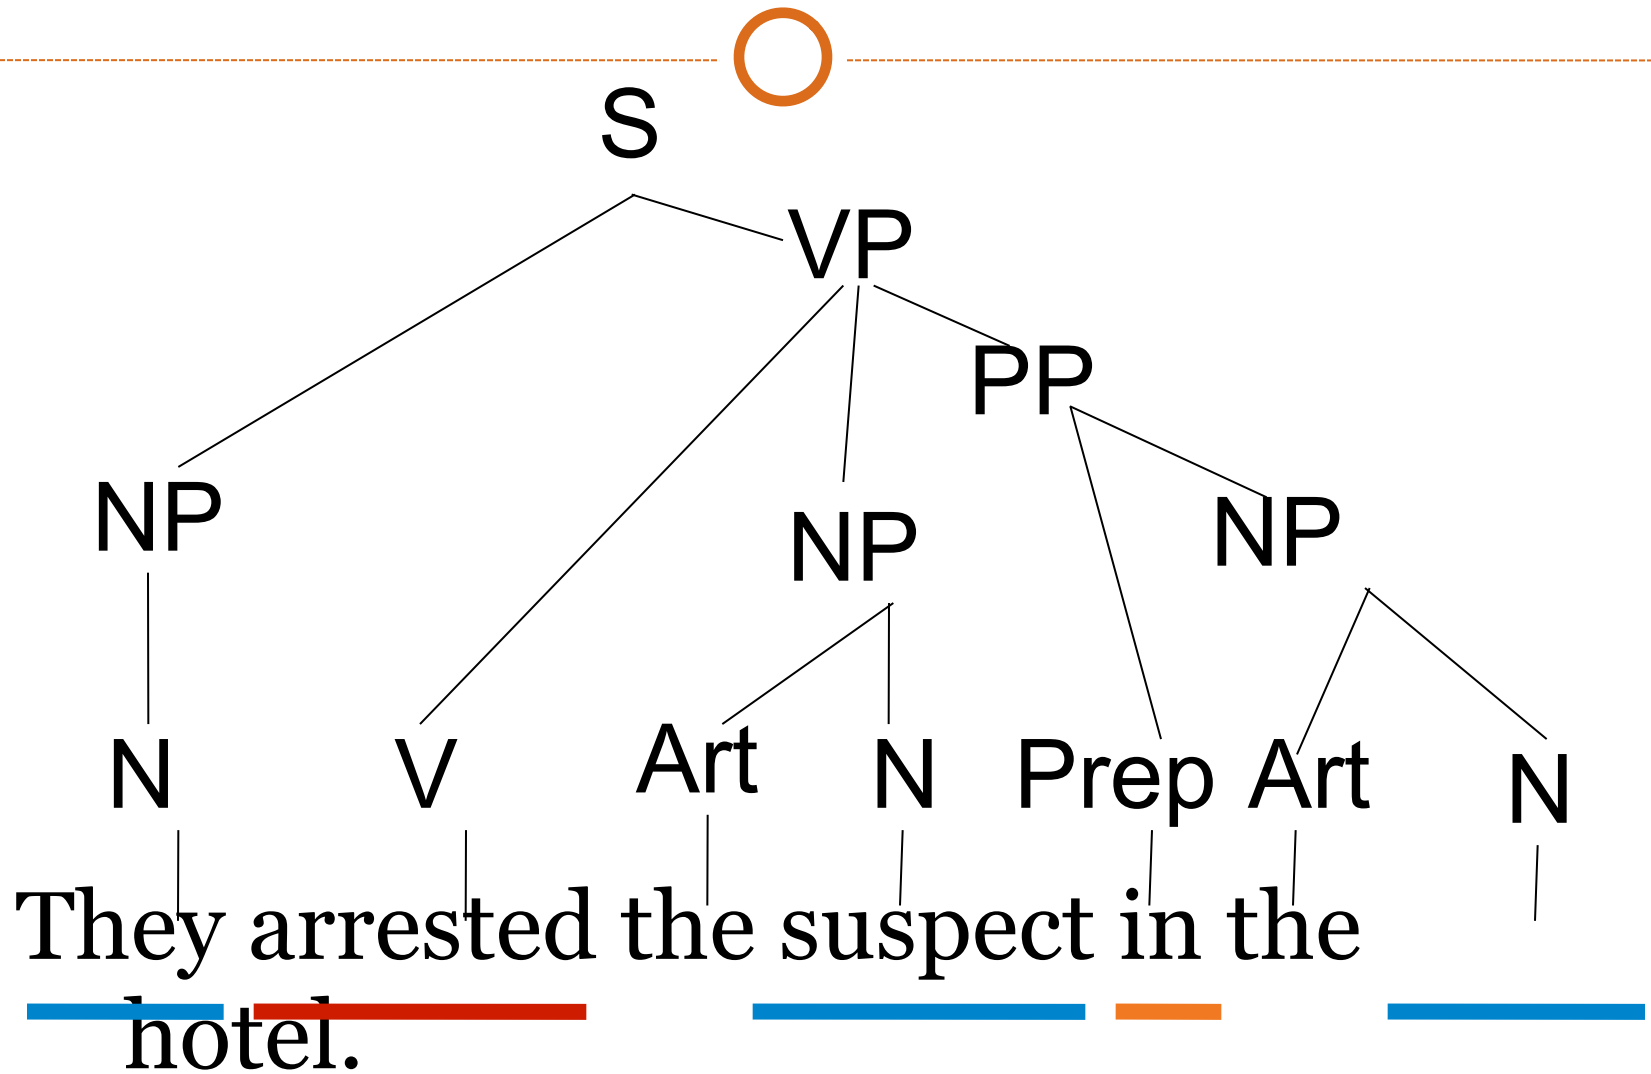 S
VP
PP
NP
NP
NP
N V Art N Prep Art N
They arrested the suspect in the
hotel.